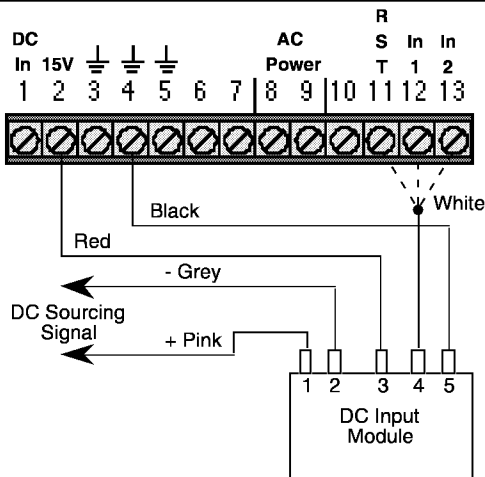 R
DC AC S In In
In 15V Power T 1 2
1 2 3 4 5 6 7 8 9 10 11 12 13
White
Black
Red
- Grey
DC Sourcing
Signal
+ Pink
1 2 3 4 5
DC Input
Module